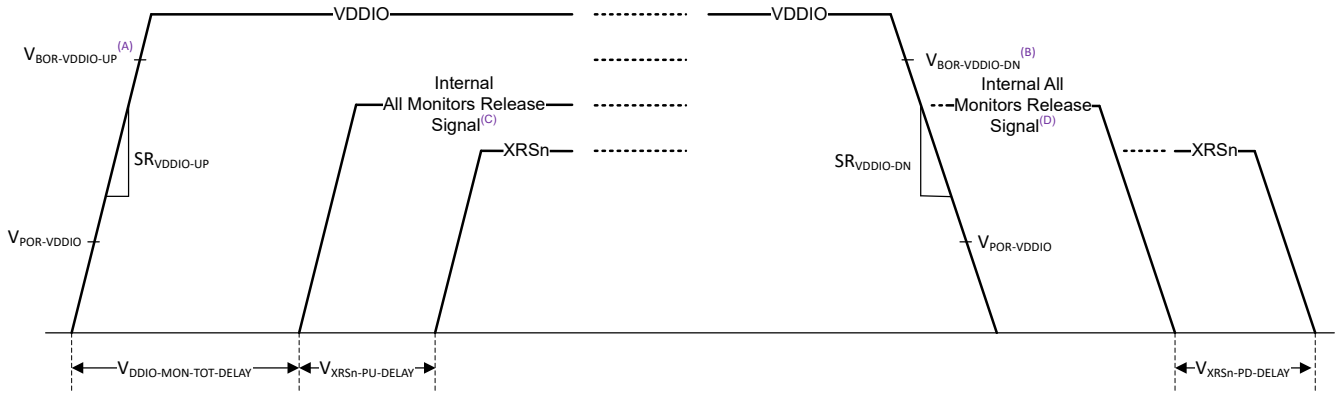 VDDIO
VDDIO
VBOR-VDDIO-UP(A)
VBOR-VDDIO-DN(B)
Internal
All Monitors Release
Signal(C)
Internal All
Monitors Release
Signal(D)
XRSn
XRSn
SRVDDIO-UP
SRVDDIO-DN
VPOR-VDDIO
VPOR-VDDIO
VDDIO-MON-TOT-DELAY
VXRSn-PU-DELAY
VXRSn-PD-DELAY